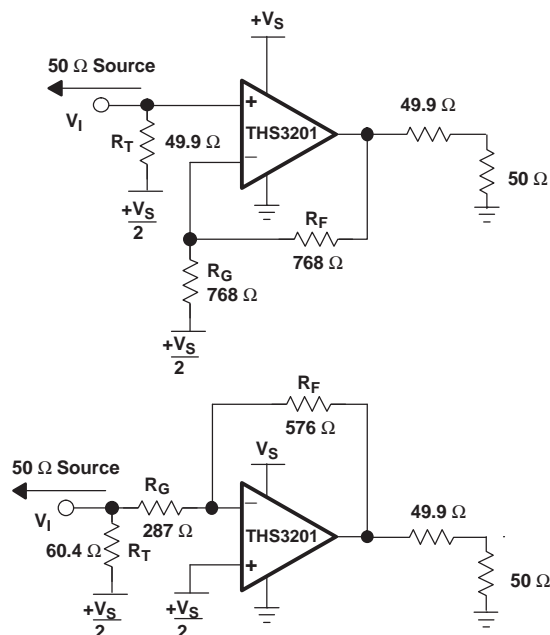 +VS
50 Ω Source
VI
RT
49.9 Ω
+
THS3201
−
49.9 Ω
50 Ω
+VS
2
RF
768 Ω
RG
768 Ω
+VS
2
RF
576 Ω
VS
50 Ω Source
RG
VI
287 Ω
−
THS3201
+
49.9 Ω
60.4 Ω
RT
50 Ω
+VS
2
+VS
2